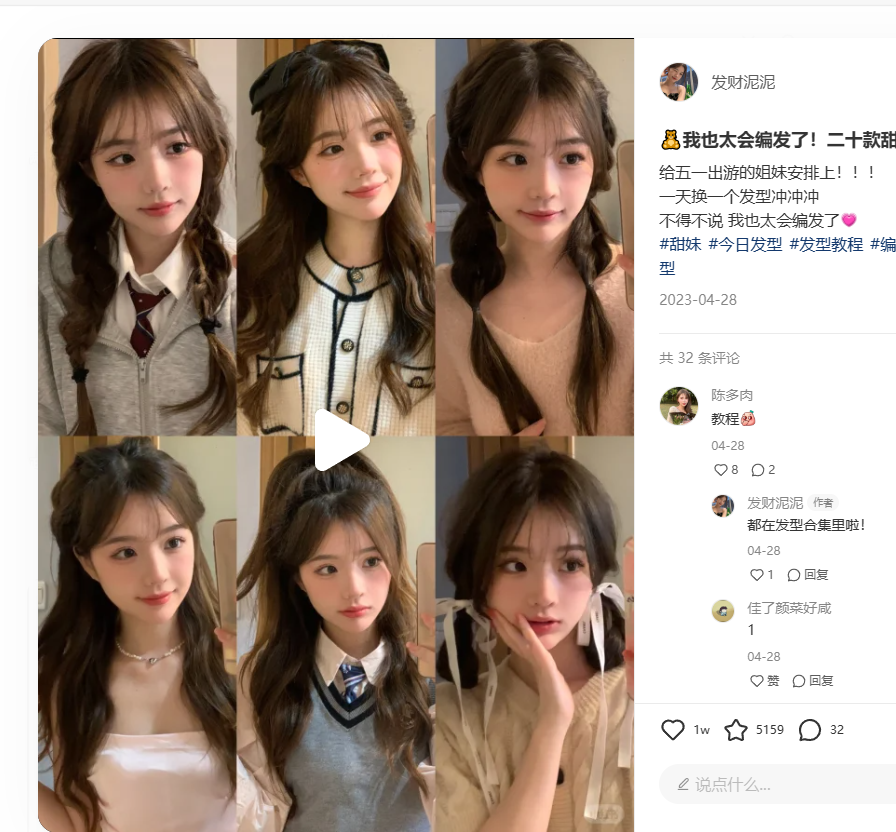 发财泥泥
🧸我也太会编发了！二十款甜
给五一出游的姐妹安排上！！！
一天换一个发型冲冲冲
不得不说 我也太会编发了💗
#甜妹 #今日发型 #发型教程 #编
型
2023-04-28
共 32 条评论
陈多肉
教程
04-28
8 2
发财泥泥 作者
都在发型合集里啦！
04-28
1 回复
佳了颜菜好咸
1
04-28
赞 回复
1w 5159 32
说点什么...